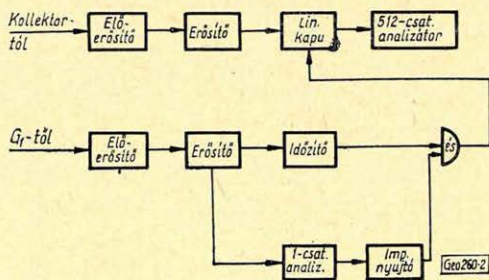 Kollektor-
tól
Elő-
erősítő
Erősítő
Lin.
kapu
512-csat.
analizátor
G1-től
Elő-
erősítő
Erősítő
Időzítő
és
1-csat.
analiz.
Imp.
nyujtó
Geo260-2